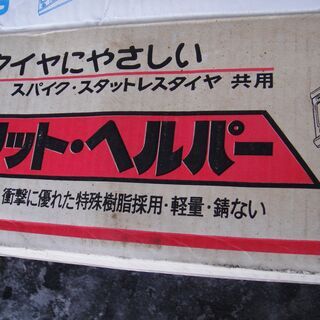 タイヤにやさしい
スパイク・スタットレスタイヤ 共用
ット・ヘルパー
衝撃に優れた特殊樹脂採用・軽量・錆ない